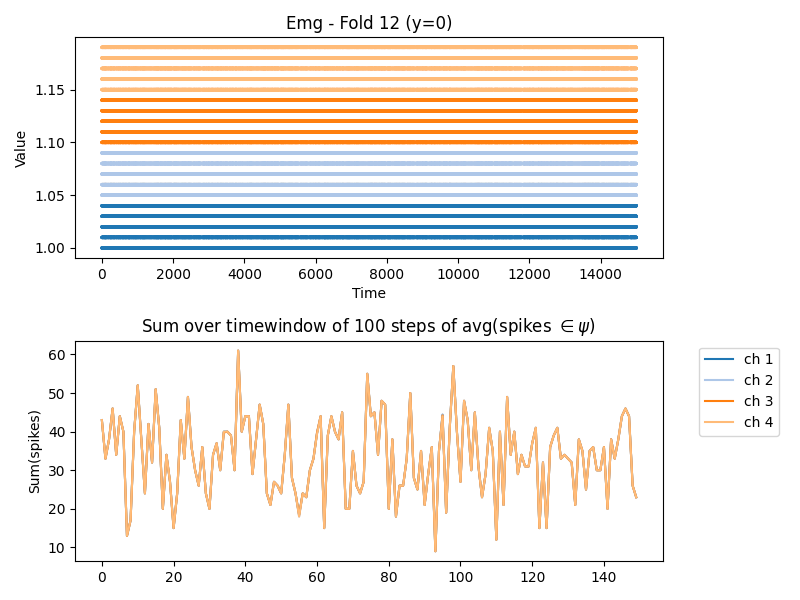 Emg - Fold 12 (y=0)
Value
1.15
1.10
1.05
1.00
0 2000 4000 6000 8000 10000 12000 14000
Time
Sum over timewindow of 100 steps of avg(spikes ∈ ψ)
Sum(spikes)
60
50
40
30
20
10
0 20 40 60 80 100 120 140
ch 1
ch 2
ch 3
ch 4